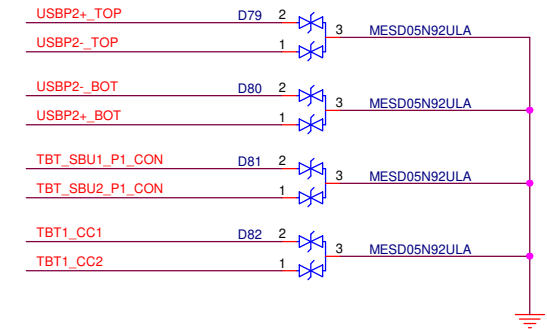 USBP2+_TOP D79 2
3 MESD05N92ULA
USBP2-_TOP 1
USBP2-_BOT D80 2
3 MESD05N92ULA
USBP2+_BOT 1
TBT_SBU1_P1_CON D81 2
3 MESD05N92ULA
TBT_SBU2_P1_CON 1
TBT1_CC1 D82 2
3 MESD05N92ULA
TBT1_CC2 1